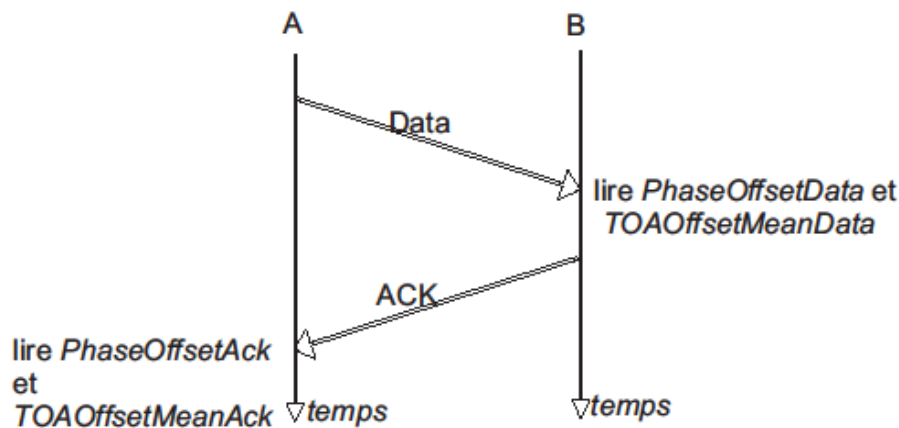 A
B
Data
lire PhaseOffsetData et
TOAOffsetMeanData
ACK
lire PhaseOffsetAck
et
TOAOffsetMeanAck
temps
temps